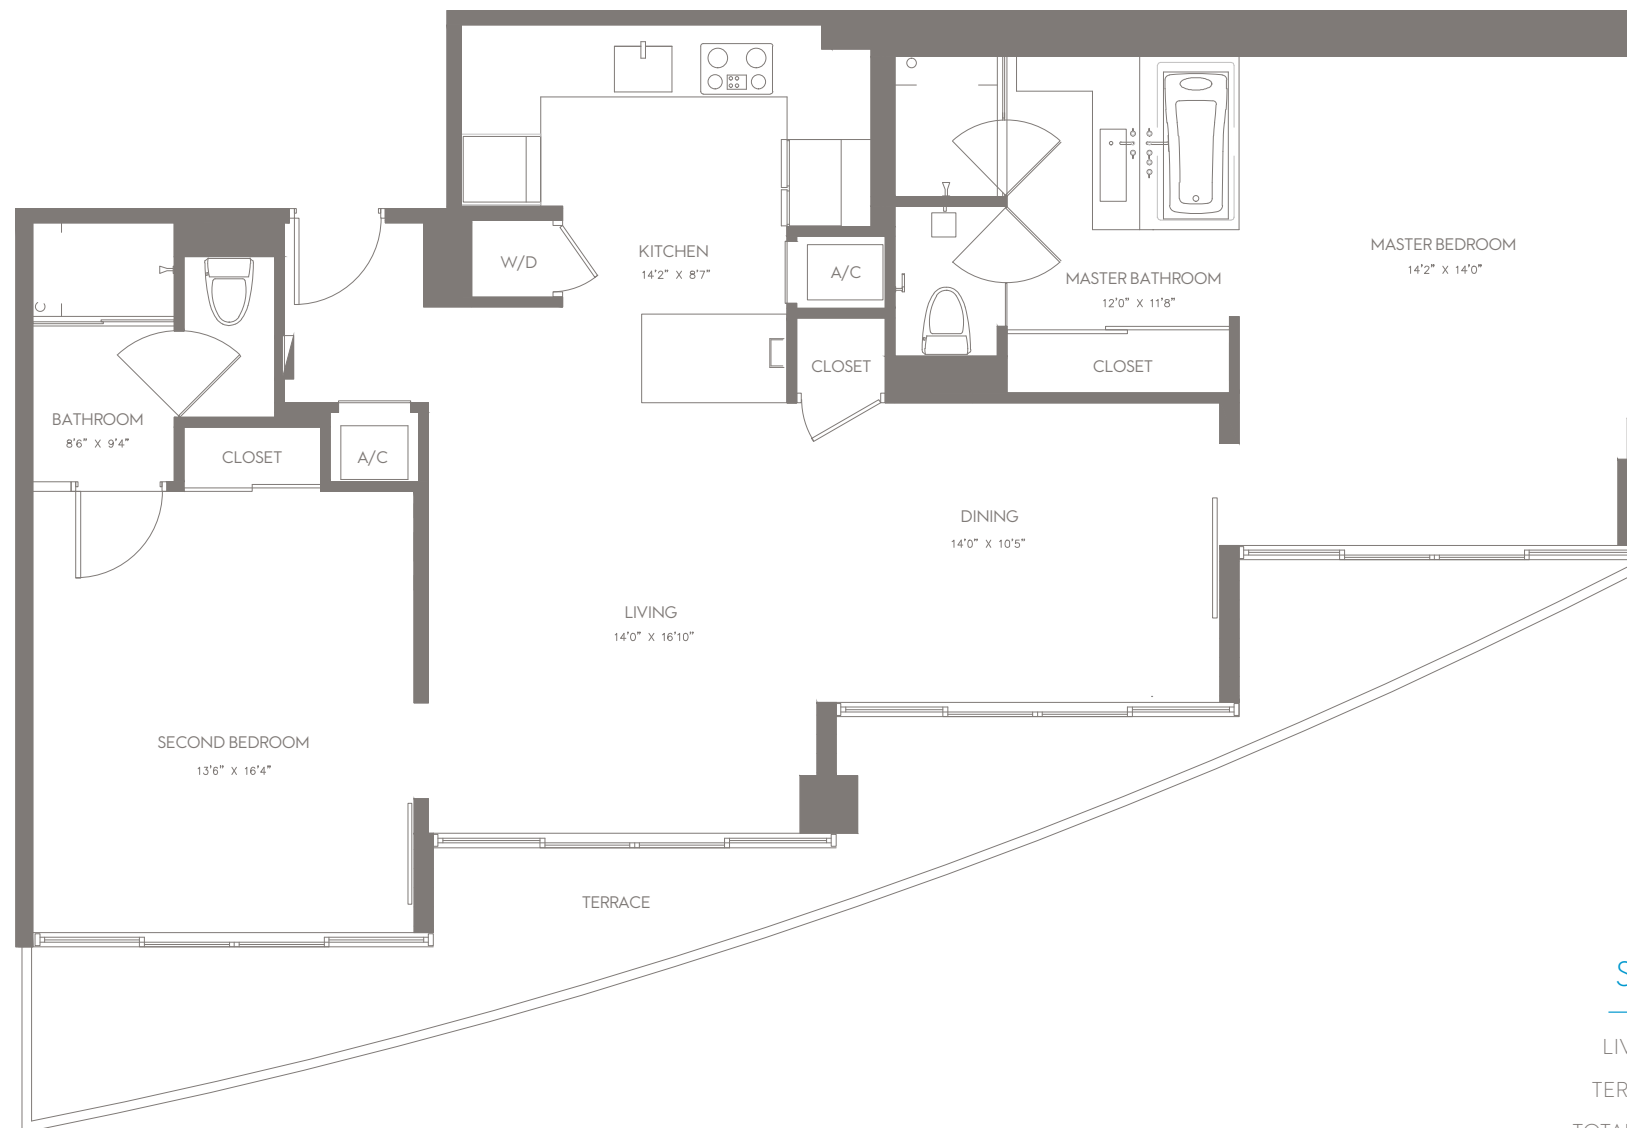 KITCHEN
14'2" X 8'7"
W/D
A/C
MASTER BEDROOM
14'2" X 14'0"
MASTER BATHROOM
12'0" X 11'8"
CLOSET
CLOSET
BATHROOM
8'6" X 9'4"
CLOSET
A/C
DINING
14'0" X 10'5"
LIVING
14'0" X 16'10"
SECOND BEDROOM
13'6" X 16'4"
TERRACE